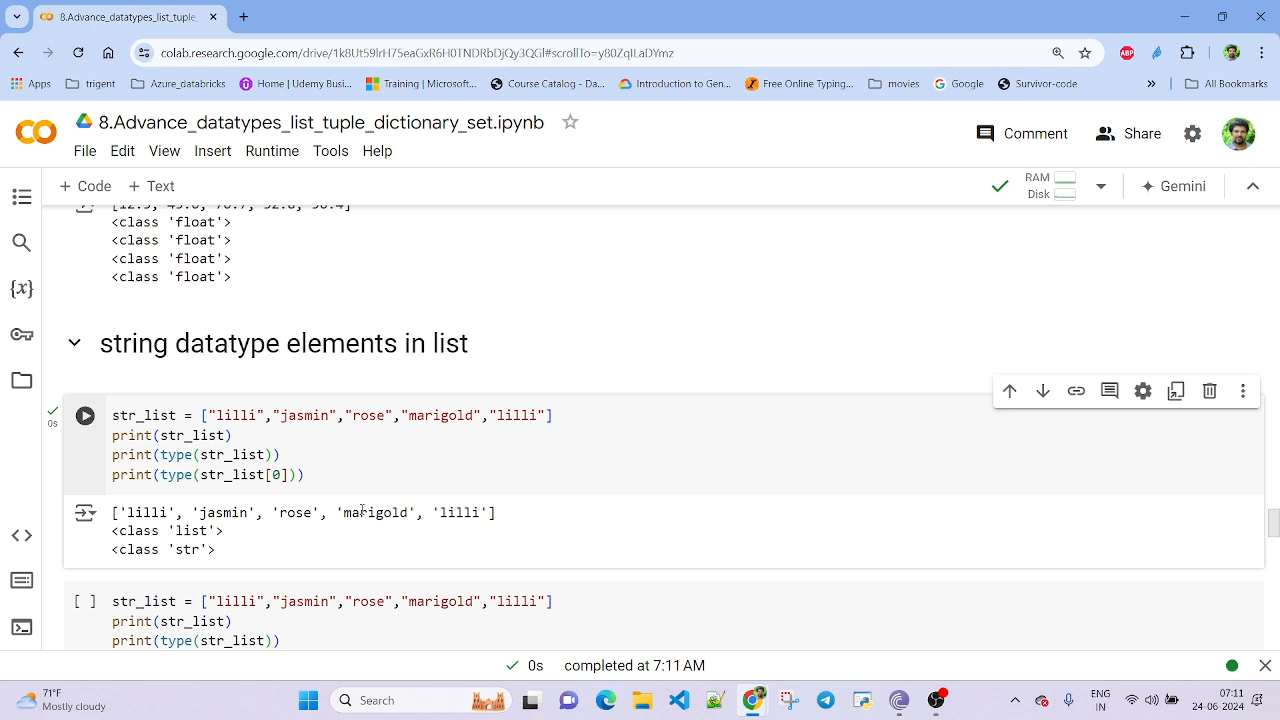 8.Advance_datatypes_list_tuple_
colab.research.google.com/drive/1k8Ut59IrH75eaGxR6H0TNDRbDjQy3QGl#scrollTo=y80ZqlLaDYmz
ABP
Apps trigent Azure databricks Home | Udemy Busi... Training | Microsoft... Course Catalog - Da... Introduction to Gen... Free Online Typing... movies Google Survivor-code » All Bookmarks
8.Advance_datatypes_list_tuple_dictionary_set.ipynb
Comment Share
File Edit View Insert Runtime Tools Help
+ Code + Text
RAM
Disk
Gemini
<class 'float'>
<class 'float'>
<class 'float'>
<class 'float'>
string datatype elements in list
str_list = ["lilli","jasmin","rose","marigold","lilli"]
0s
print(str_list)
print(type(str_list))
print(type(str_list[0]))
['lilli', 'jasmin', 'rose', 'marigold', 'lilli']
<class 'list'>
<class 'str'>
[ ] str_list = ["lilli","jasmin","rose","marigold","lilli"]
print(str_list)
print(type(str_list))
0s completed at 7:11 AM
71°F
Mostly cloudy
Search
ENG
IN
07:11
24-06-2024